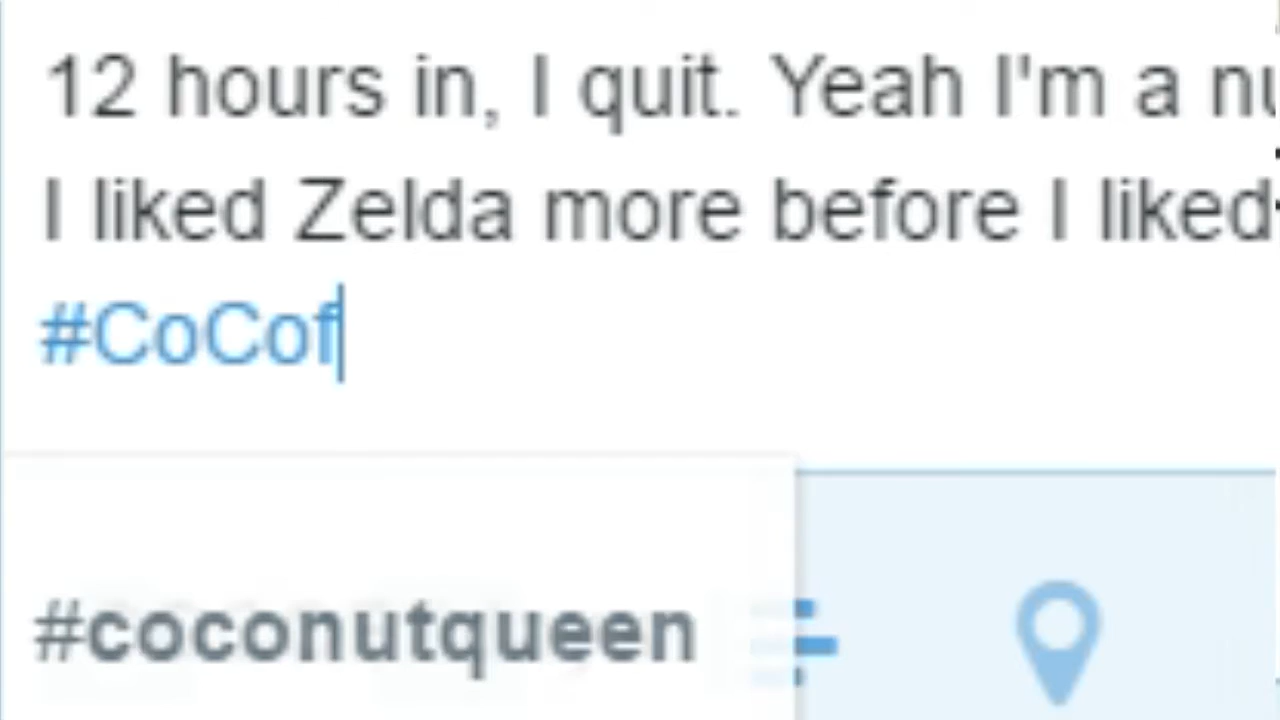 12 hours in, I quit. Yeah I'm a
I liked Zelda more before I liked
#CoCof
#coconutqueen